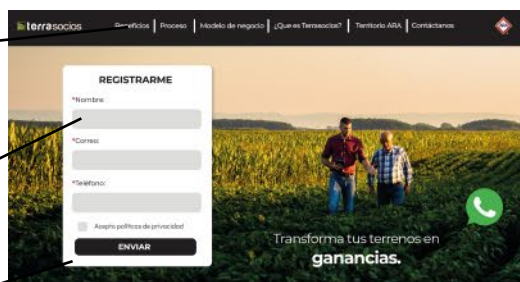 terrasocios
Beneficios | Proceso | Modelo de negocio | ¿Que es Terrasocios? | Territorio ARA | Contáctanos
REGISTRARME
*Nombre:
*Correo:
*Teléfono:
Acepto políticas de privacidad
ENVIAR
Transforma tus terrenos en
ganancias.